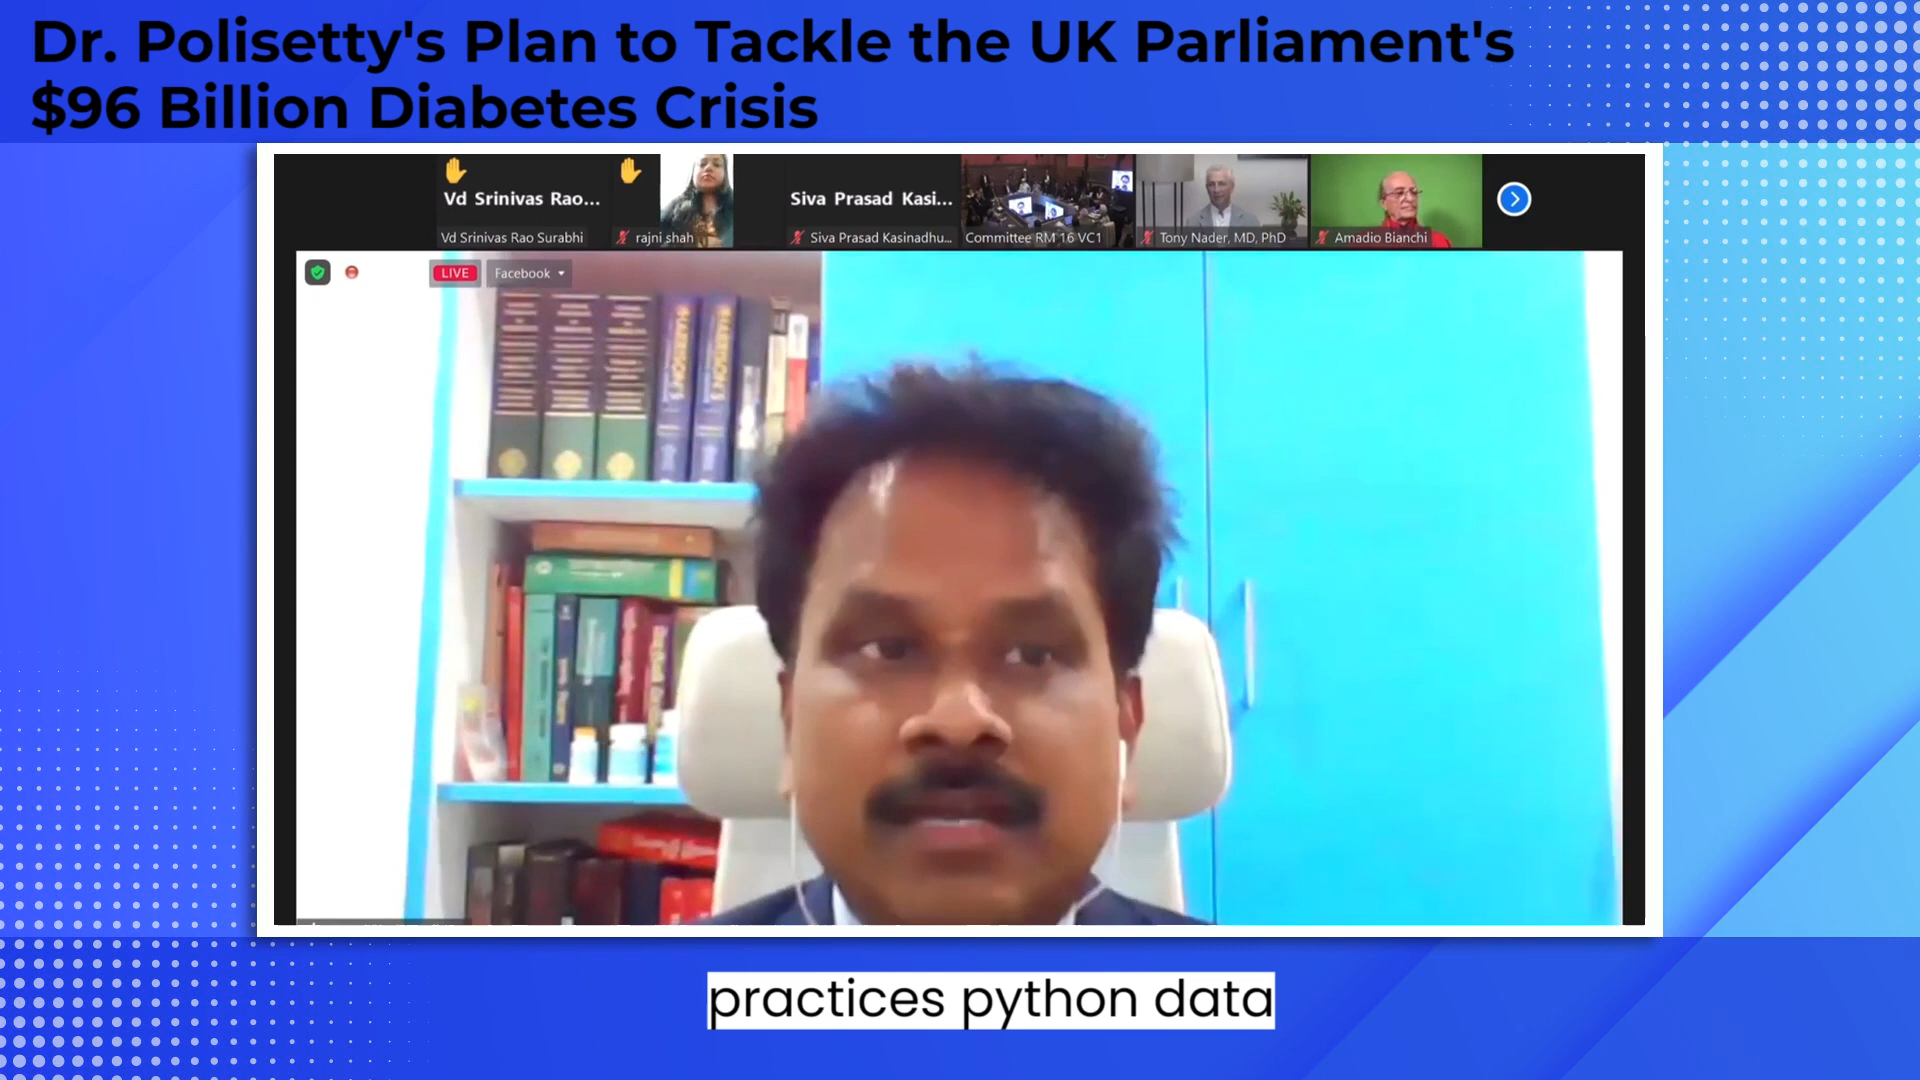 Dr. Polisetty's Plan to Tackle the UK Parliament's
$96 Billion Diabetes Crisis
Vd Srinivas Rao...
Siva Prasad Kasi...
Vd Srinivas Rao Surabhi
rajni shah
Siva Prasad Kasinadhu...
Committee RM 16 VC1
Tony Nader, MD, PhD
Amadio Bianchi
LIVE
Facebook
HARRISON'S
HARRISON'S
practices python data